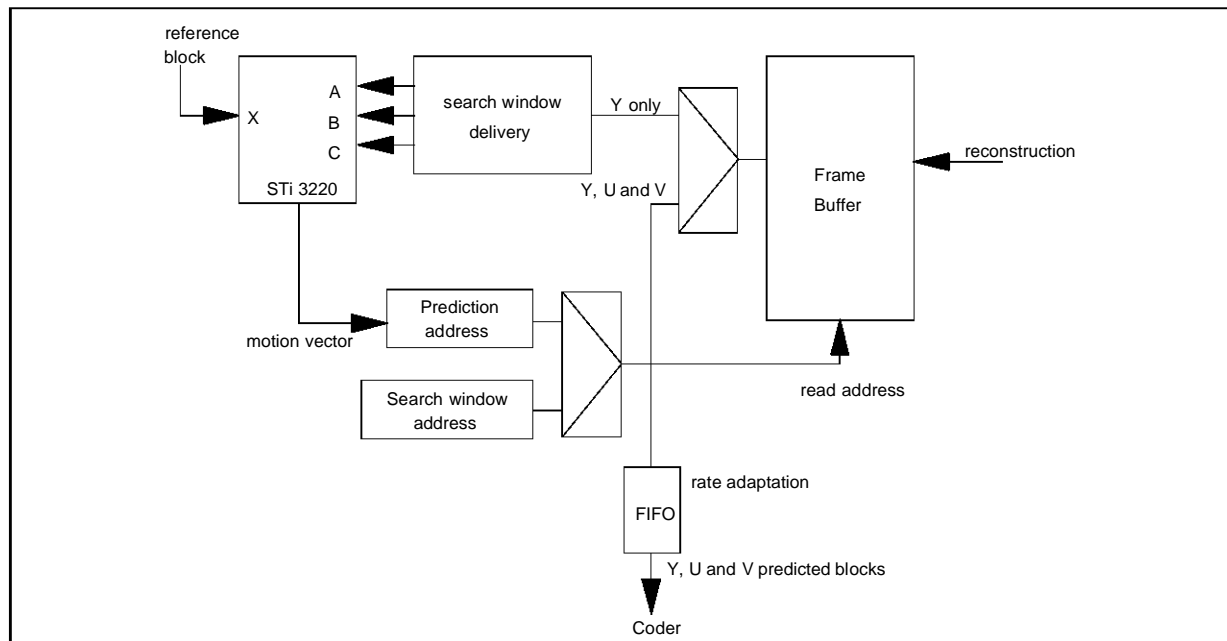 reference
block
X
A
B
C
STi 3220
search window
delivery
Y only
Y, U and V
Frame
Buffer
reconstruction
motion vector
Prediction
address
Search window
address
read address
FIFO
rate adaptation
Y, U and V predicted blocks
Coder